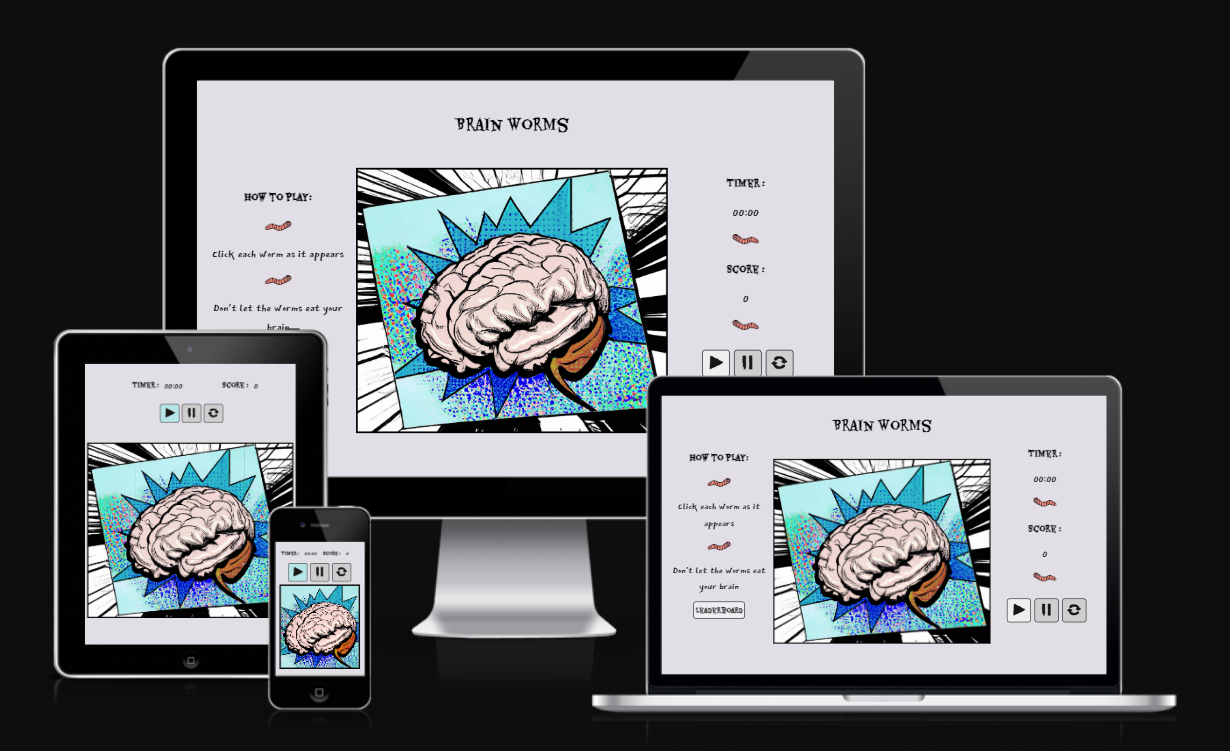 BRAIN WORMS
HOW TO PLAY:
Click each worm as it appears
Don't let the worms eat your
brain
TIMER:
00:00
SCORE:
0
TIMER: 00:00 SCORE: 0
TIMER: 00:00 SCORE: 0
BRAIN WORMS
HOW TO PLAY:
Click each worm as it
appears
Don't let the worms eat
your brain
LEADERBOARD
TIMER:
00:00
SCORE:
0